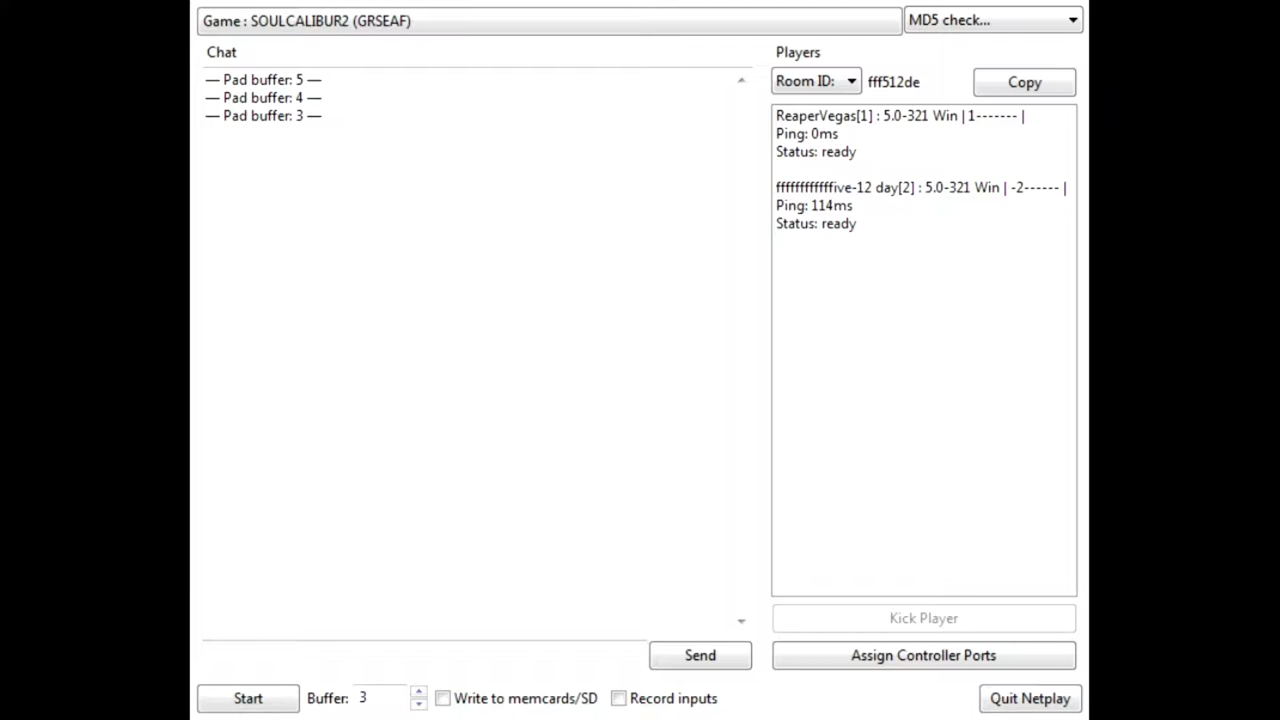 Game : SOULCALIBUR2 (GRSEAF)
MD5 check...
Chat
Players
— Pad buffer: 5 —
— Pad buffer: 4 —
— Pad buffer: 3 —
Room ID:
fff512de
Copy
ReaperVegas[1] : 5.0-321 Win |1------- |
Ping: 0ms
Status: ready
ffffffffffffive-12 day[2] : 5.0-321 Win | -2------ |
Ping: 114ms
Status: ready
Kick Player
Send
Assign Controller Ports
Start
Buffer: 3
Write to memcards/SD
Record inputs
Quit Netplay